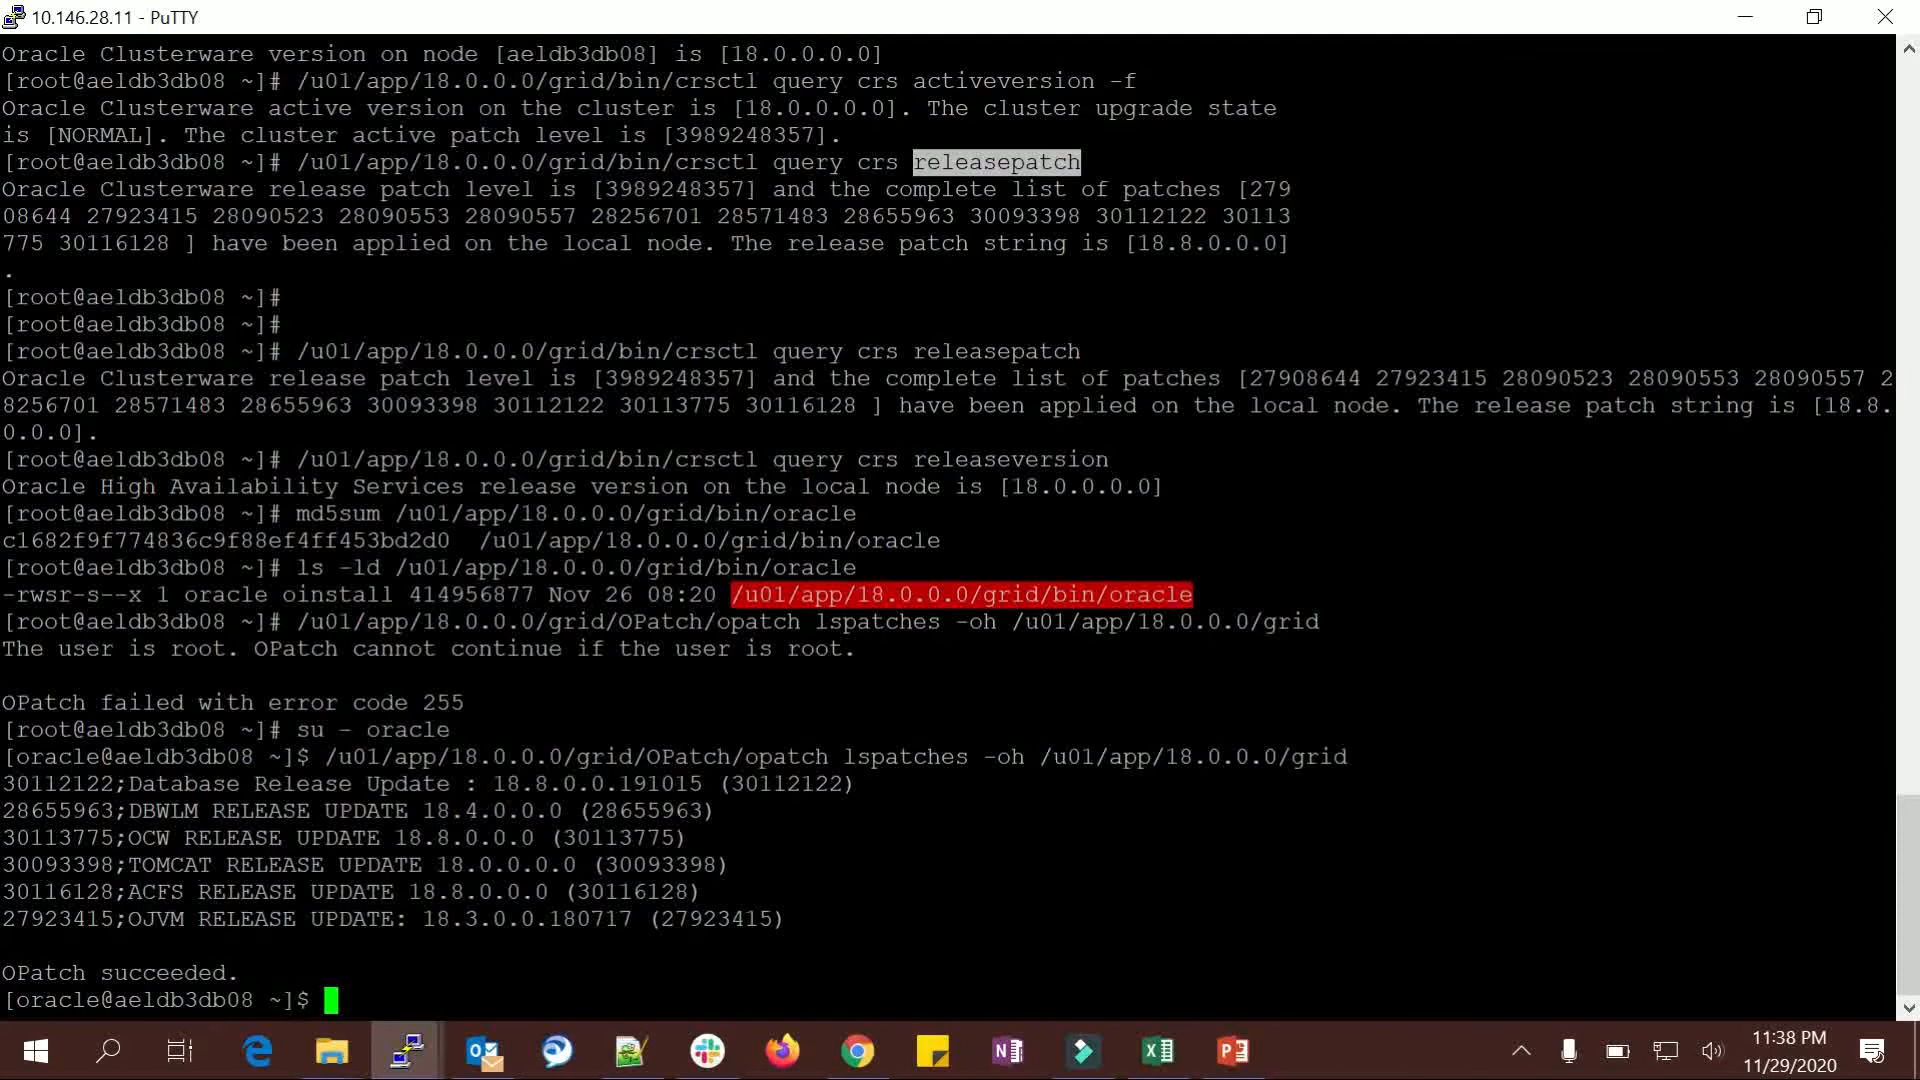 10.146.28.11 - PuTTY
Oracle Clusterware version on node [aeldb3db08] is [18.0.0.0.0]
[root@aeldb3db08 ~]# /u01/app/18.0.0.0/grid/bin/crsctl query crs activeversion -f
Oracle Clusterware active version on the cluster is [18.0.0.0.0]. The cluster upgrade state
is [NORMAL]. The cluster active patch level is [3989248357].
[root@aeldb3db08 ~]# /u01/app/18.0.0.0/grid/bin/crsctl query crs releasepatch
Oracle Clusterware release patch level is [3989248357] and the complete list of patches [279
08644 27923415 28090523 28090553 28090557 28256701 28571483 28655963 30093398 30112122 30113
775 30116128 ] have been applied on the local node. The release patch string is [18.8.0.0.0]
.
[root@aeldb3db08 ~]#
[root@aeldb3db08 ~]#
[root@aeldb3db08 ~]# /u01/app/18.0.0.0/grid/bin/crsctl query crs releasepatch
Oracle Clusterware release patch level is [3989248357] and the complete list of patches [27908644 27923415 28090523 28090553 28090557 2
8256701 28571483 28655963 30093398 30112122 30113775 30116128 ] have been applied on the local node. The release patch string is [18.8.
0.0.0].
[root@aeldb3db08 ~]# /u01/app/18.0.0.0/grid/bin/crsctl query crs releaseversion
Oracle High Availability Services release version on the local node is [18.0.0.0.0]
[root@aeldb3db08 ~]# md5sum /u01/app/18.0.0.0/grid/bin/oracle
c1682f9f774836c9f88ef4ff453bd2d0  /u01/app/18.0.0.0/grid/bin/oracle
[root@aeldb3db08 ~]# ls -ld /u01/app/18.0.0.0/grid/bin/oracle
-rwsr-s--x 1 oracle oinstall 414956877 Nov 26 08:20 /u01/app/18.0.0.0/grid/bin/oracle
[root@aeldb3db08 ~]# /u01/app/18.0.0.0/grid/OPatch/opatch lspatches -oh /u01/app/18.0.0.0/grid
The user is root. OPatch cannot continue if the user is root.
OPatch failed with error code 255
[root@aeldb3db08 ~]# su - oracle
[oracle@aeldb3db08 ~]$ /u01/app/18.0.0.0/grid/OPatch/opatch lspatches -oh /u01/app/18.0.0.0/grid
30112122;Database Release Update : 18.8.0.0.191015 (30112122)
28655963;DBWLM RELEASE UPDATE 18.4.0.0.0 (28655963)
30113775;OCW RELEASE UPDATE 18.8.0.0.0 (30113775)
30093398;TOMCAT RELEASE UPDATE 18.0.0.0.0 (30093398)
30116128;ACFS RELEASE UPDATE 18.8.0.0.0 (30116128)
27923415;OJVM RELEASE UPDATE: 18.3.0.0.180717 (27923415)
OPatch succeeded.
[oracle@aeldb3db08 ~]$
11:38 PM
11/29/2020